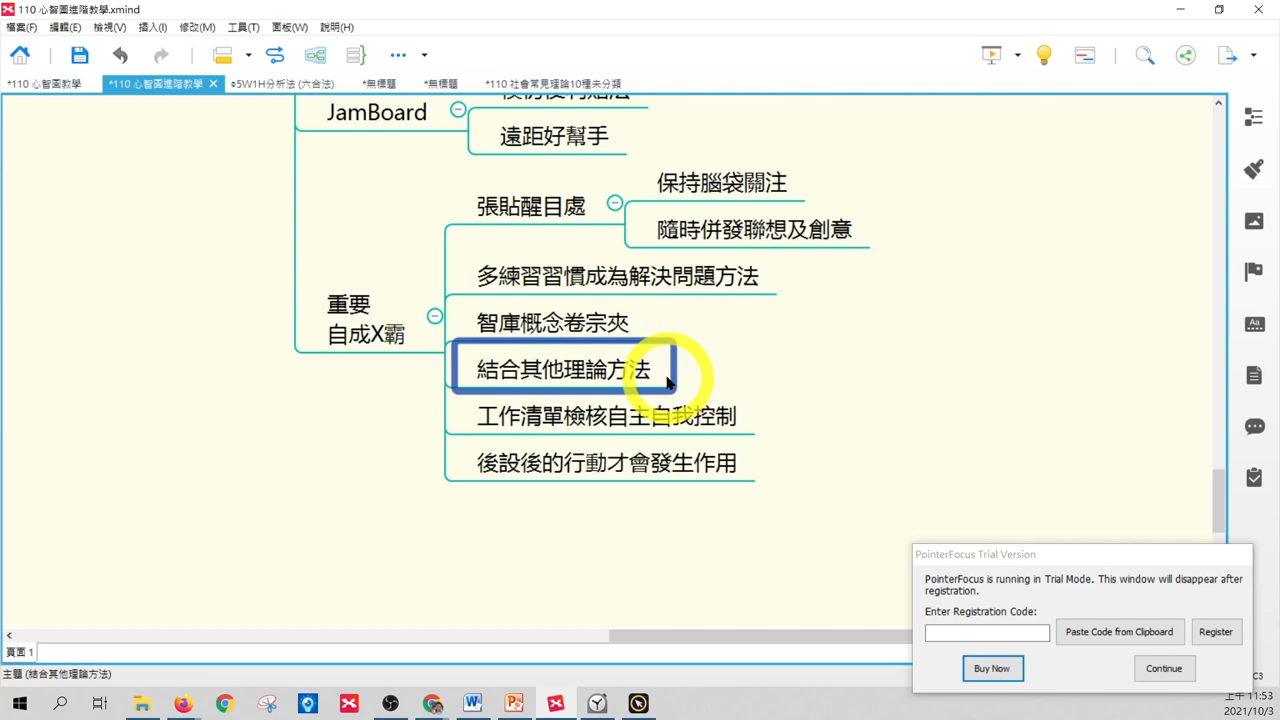 110 心智圖進階教學.xmind
檔案(F) 編輯(E) 檢視(V) 插入(I) 修改(M) 工具(T) 面板(W) 說明(H)
*110 心智圖教學 *110 心智圖進階教學 5W1H分析法 (六合法) *無標題 *無標題 *110 社會常見理論10種未分類
JamBoard
遠距好幫手
張貼醒目處
保持腦袋關注
隨時併發聯想及創意
多練習習慣成為解決問題方法
重要
自成X霸
智庫概念卷宗夾
結合其他理論方法
工作清單檢核自主自我控制
後設後的行動才會發生作用
PointerFocus Trial Version
PointerFocus is running in Trial Mode. This window will disappear after
registration.
Enter Registration Code:
Paste Code from Clipboard
Register
Buy Now
Continue
頁面 1
主題 (結合其他理論方法)
C3
上午 11:53
2021/10/3